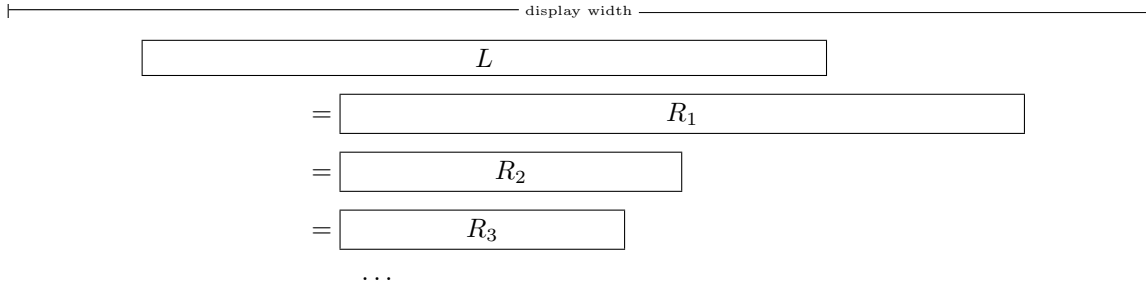 display width
L
= R₁
= R₂
= R₃
...